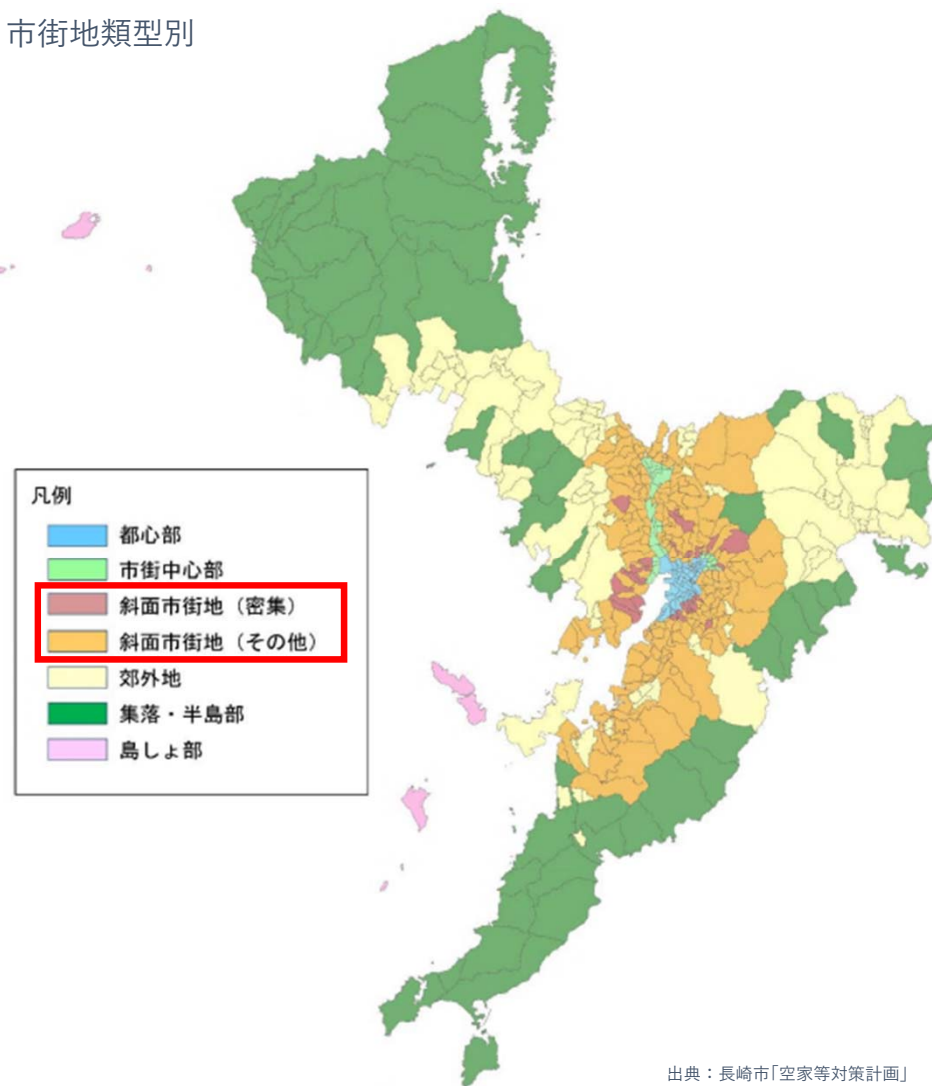 市街地類型別
凡例
都心部
市街中心部
斜面市街地（密集）
斜面市街地（その他）
郊外地
集落・半島部
島しょ部
出典：長崎市「空家等対策計画」